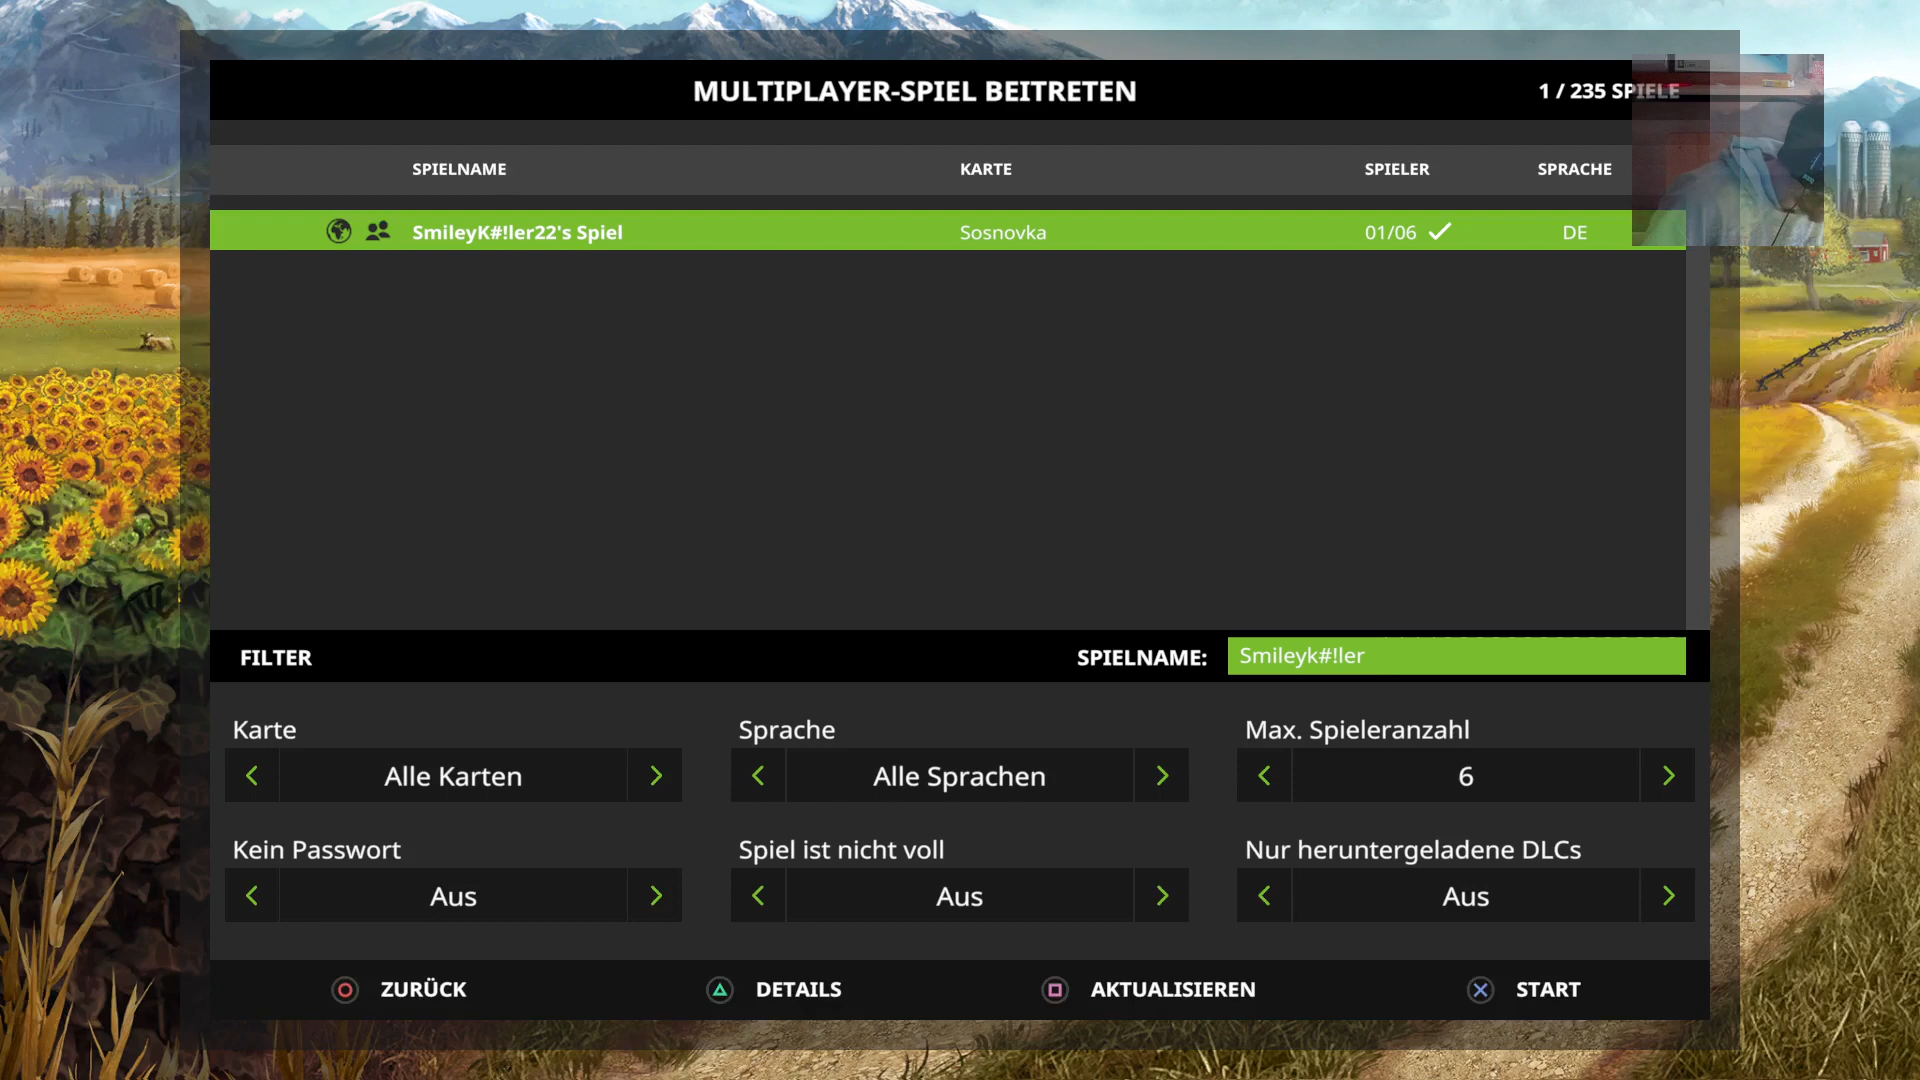 MULTIPLAYER-SPIEL BEITRETEN
1 / 235 SPIELE
SPIELNAME KARTE SPIELER SPRACHE
SmileyK#!ler22's Spiel Sosnovka 01/06 DE
FILTER SPIELNAME: Smileyk#!ler
Karte Sprache Max. Spieleranzahl
Alle Karten Alle Sprachen 6
Kein Passwort Spiel ist nicht voll Nur heruntergeladene DLCs
Aus Aus Aus
ZURÜCK DETAILS AKTUALISIEREN START